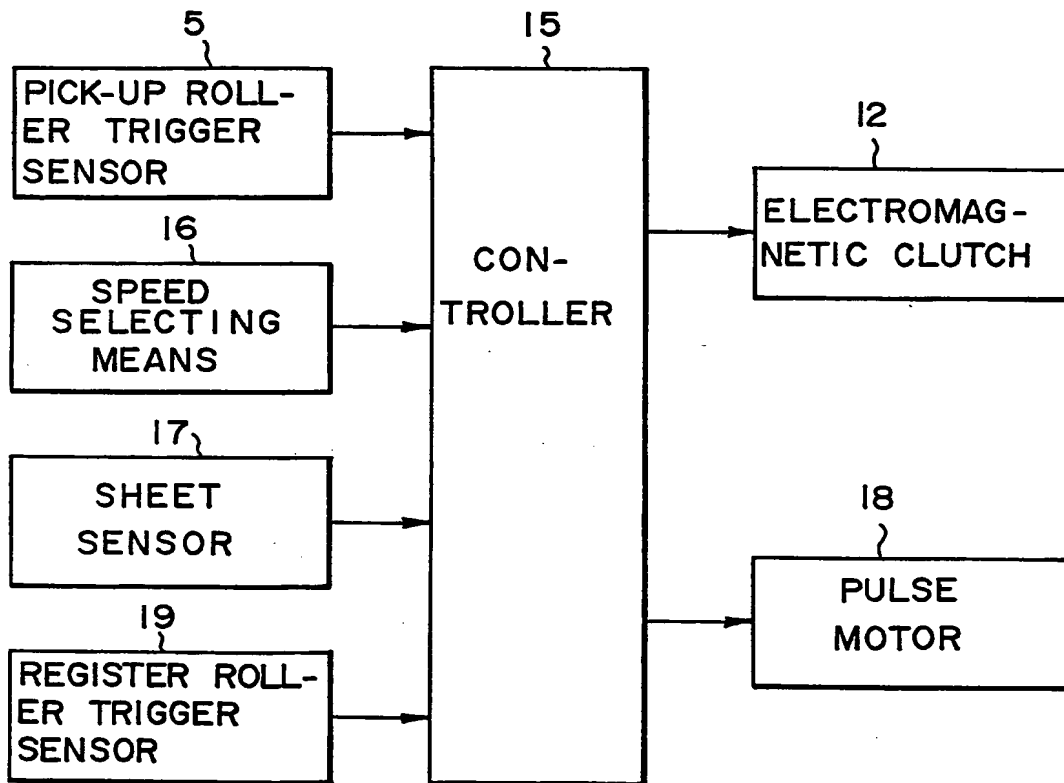 5
PICK-UP ROLL-
ER TRIGGER
SENSOR
16
SPEED
SELECTING
MEANS
17
SHEET
SENSOR
19
REGISTER ROLL-
ER TRIGGER
SENSOR
15
CON-
TROLLER
12
ELECTROMAG-
NETIC CLUTCH
18
PULSE
MOTOR